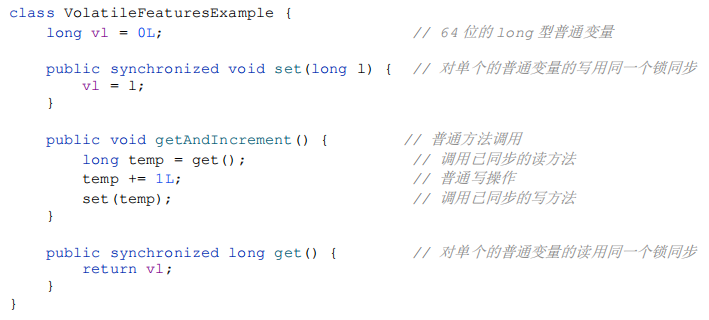 class VolatileFeaturesExample {
    long vl = 0L;                           // 64 位的 long 型普通变量

    public synchronized void set(long l) {  // 对单个的普通变量的写用同一个锁同步
        vl = l;
    }

    public void getAndIncrement() {        // 普通方法调用
        long temp = get();                  // 调用已同步的读方法
        temp += 1L;                         // 普通写操作
        set(temp);                          // 调用已同步的写方法
    }

    public synchronized long get() {        // 对单个的普通变量的读用同一个锁同步
        return vl;
    }
}